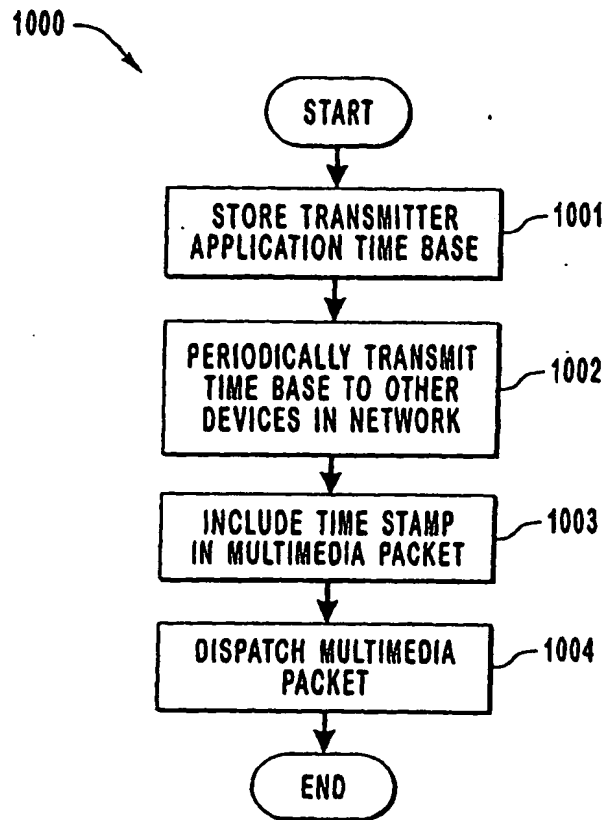 1000
START
STORE TRANSMITTER
APPLICATION TIME BASE
1001
PERIODICALLY TRANSMIT
TIME BASE TO OTHER
DEVICES IN NETWORK
1002
INCLUDE TIME STAMP
IN MULTIMEDIA PACKET
1003
DISPATCH MULTIMEDIA
PACKET
1004
END